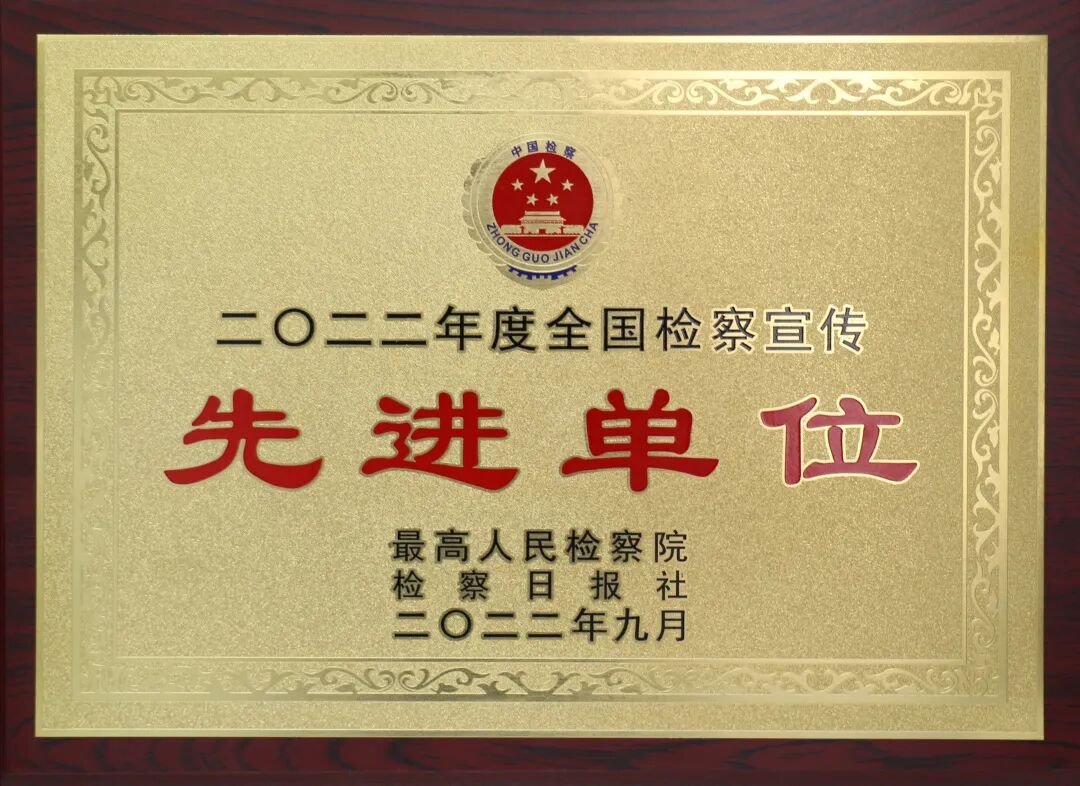 中国检察
ZHONG GUO JIAN CHA
二〇二二年度全国检察宣传
先进单位
最高人民检察院
检察日报社
二〇二二年九月